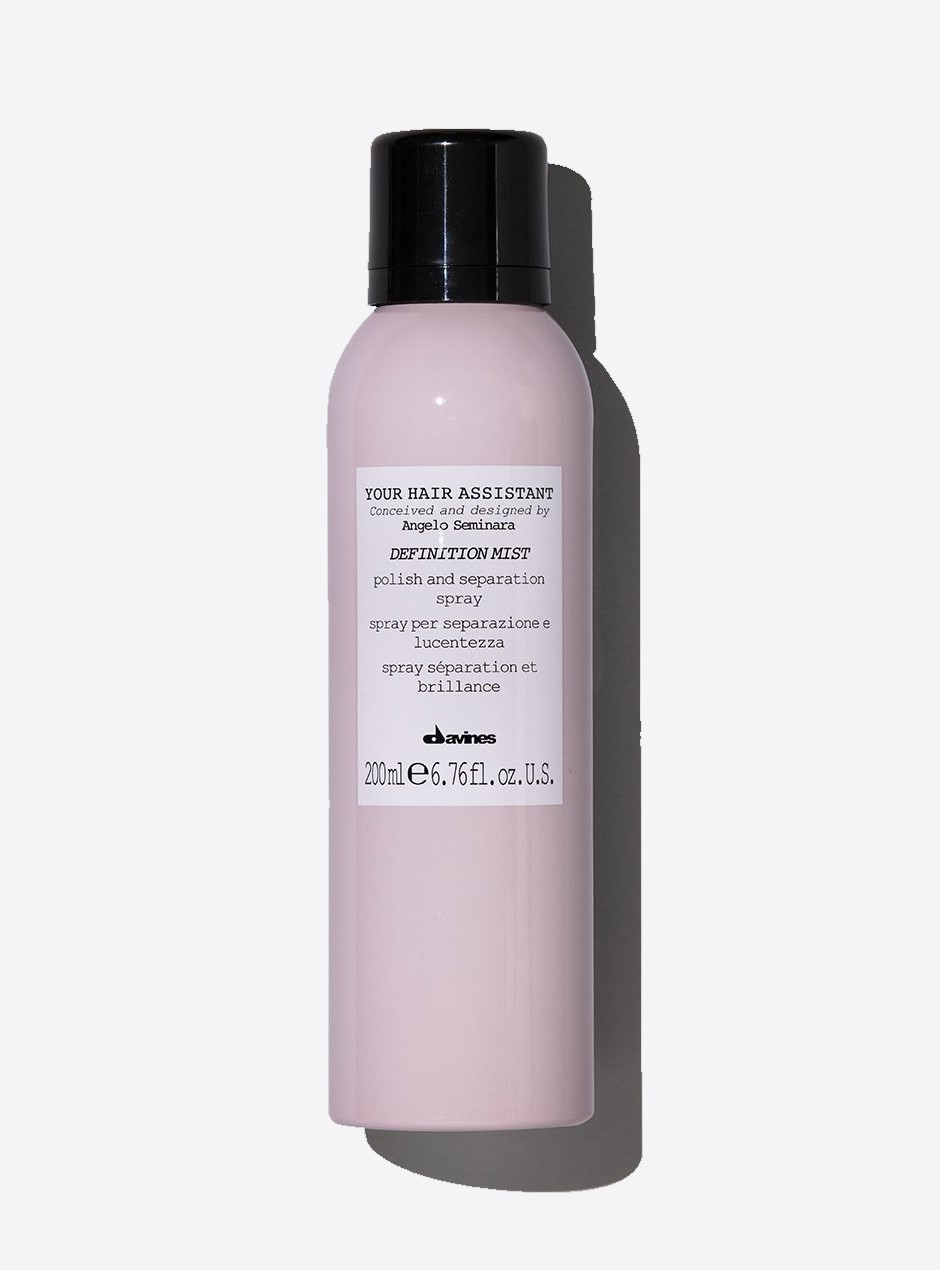 YOUR HAIR ASSISTANT
Conceived and designed by
Angelo Seminara
DEFINITION MIST
polish and separation
spray
spray per separazione e
lucentezza
spray séparation et
brillance
davines
200ml e 6.76fl.oz.U.S.